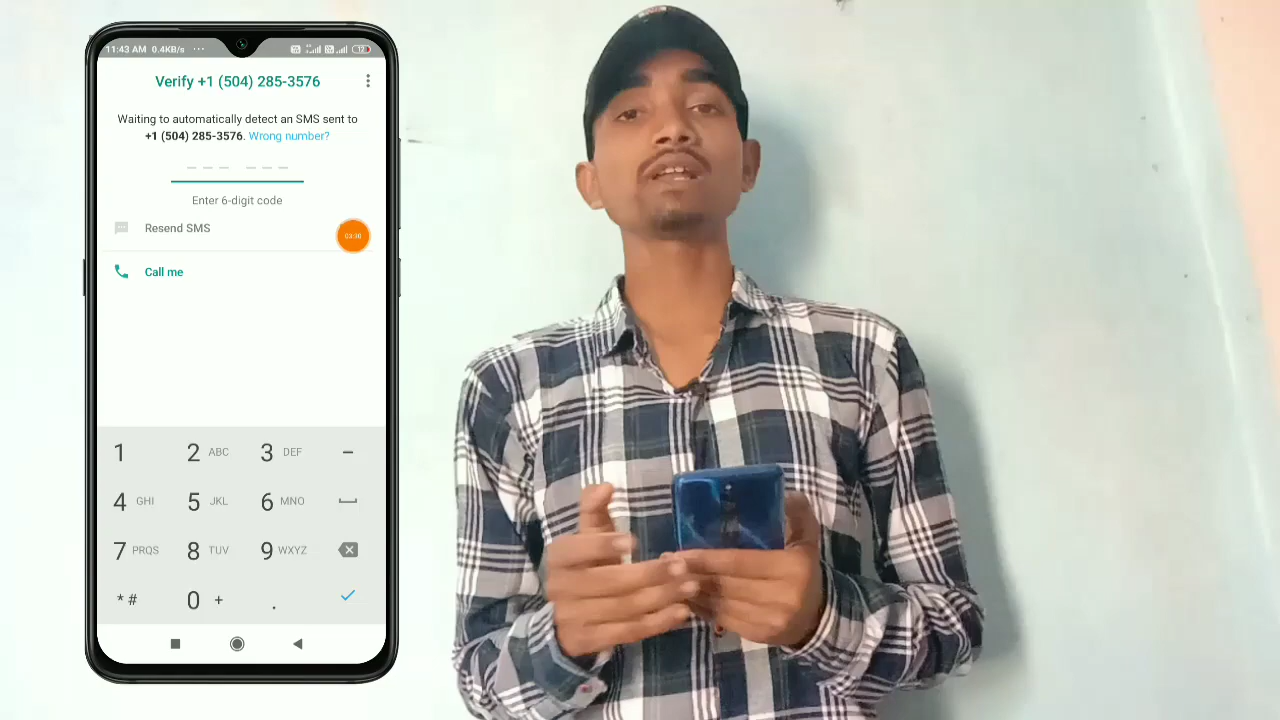 11:43 AM 0.4KB/s ...
Verify +1 (504) 285-3576
Waiting to automatically detect an SMS sent to
+1 (504) 285-3576. Wrong number?
Enter 6-digit code
Resend SMS
Call me
1 2 ABC 3 DEF -
4 GHI 5 JKL 6 MNO
7 PRQS 8 TUV 9 WXYZ
* # 0 + .